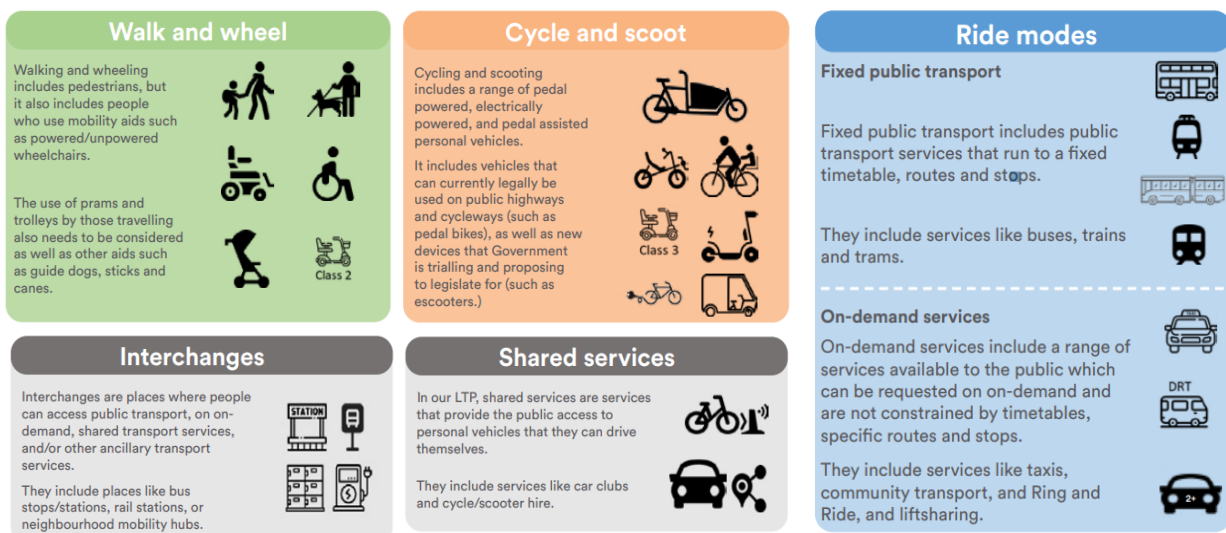 Walk and wheel
Walking and wheeling
includes pedestrians, but
it also includes people
who use mobility aids such
as powered/unpowered
wheelchairs.
The use of prams and
trolleys by those travelling
also needs to be considered
as well as other aids such
as guide dogs, sticks and
canes.
Class 2
Cycle and scoot
Cycling and scooting
includes a range of pedal
powered, electrically
powered, and pedal assisted
personal vehicles.
It includes vehicles that
can currently legally be
used on public highways
and cycleways (such as
pedal bikes), as well as new
devices that Government
is trialling and proposing
to legislate for (such as
escooters.)
Class 3
Interchanges
Interchanges are places where people
can access public transport, on on-
demand, shared transport services,
and/or other ancillary transport
services.
They include places like bus
stops/stations, rail stations, or
neighbourhood mobility hubs.
STATION
Shared services
In our LTP, shared services are services
that provide the public access to
personal vehicles that they can drive
themselves.
They include services like car clubs
and cycle/scooter hire.
Ride modes
Fixed public transport
Fixed public transport includes public
transport services that run to a fixed
timetable, routes and stops.
They include services like buses, trains
and trams.
On-demand services
On-demand services include a range of
services available to the public which
can be requested on on-demand and
are not constrained by timetables,
specific routes and stops.
DRT
They include services like taxis,
community transport, and Ring and
Ride, and liftsharing.
2+